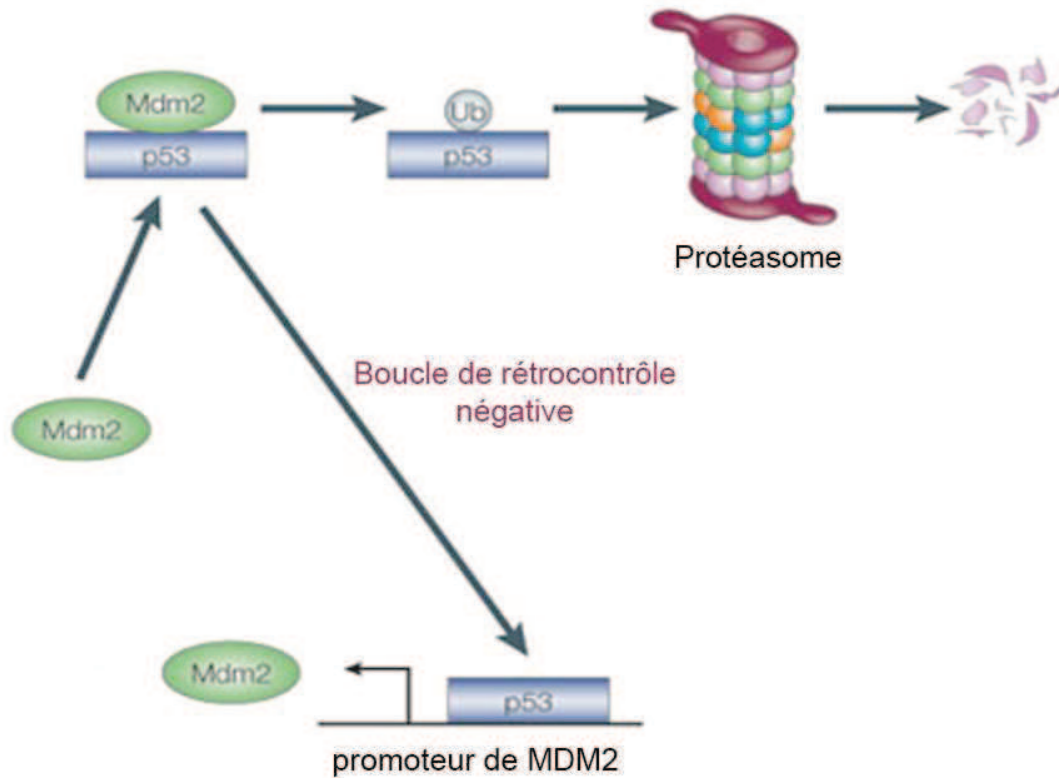 Mdm2
p53
Ub
p53
Protéasome
Boucle de rétrocontrôle
négative
Mdm2
Mdm2
p53
promoteur de MDM2